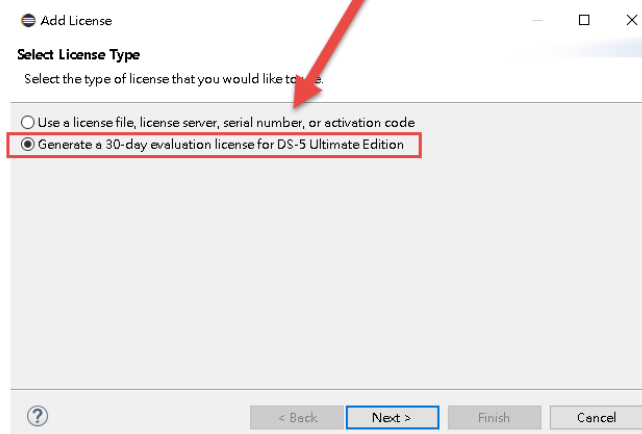 Add License
Select License Type
Select the type of license that you would like to use.
Use a license file, license server, serial number, or activation code
Generate a 30-day evaluation license for DS-5 Ultimate Edition
? < Back Next > Finish Cancel